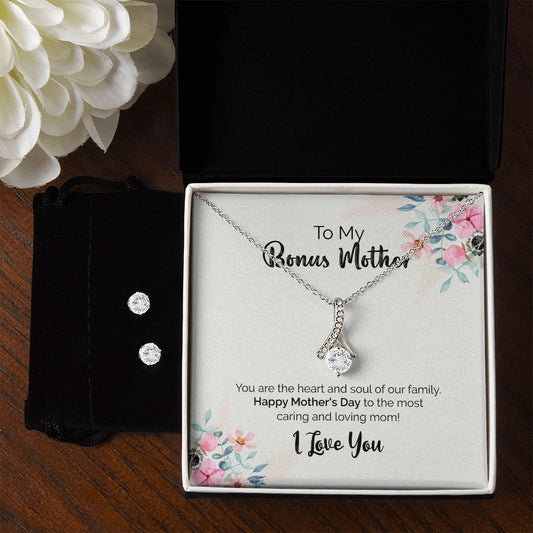 To My
Bonus Mother
You are the heart and soul of our family.
Happy Mother's Day to the most
caring and loving mom!
I Love You